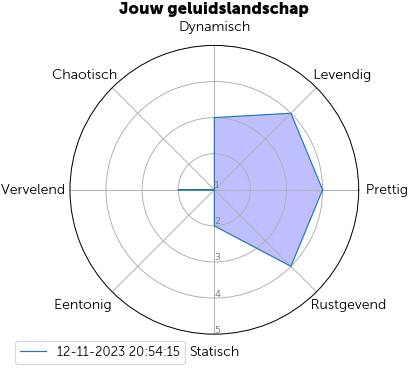 Jouw geluidslandschap
Dynamisch
Chaotisch
Levendig
Vervelend
1
Prettig
2
3
Eentonig
4
Rustgevend
5
12-11-2023 20:54:15
Statisch